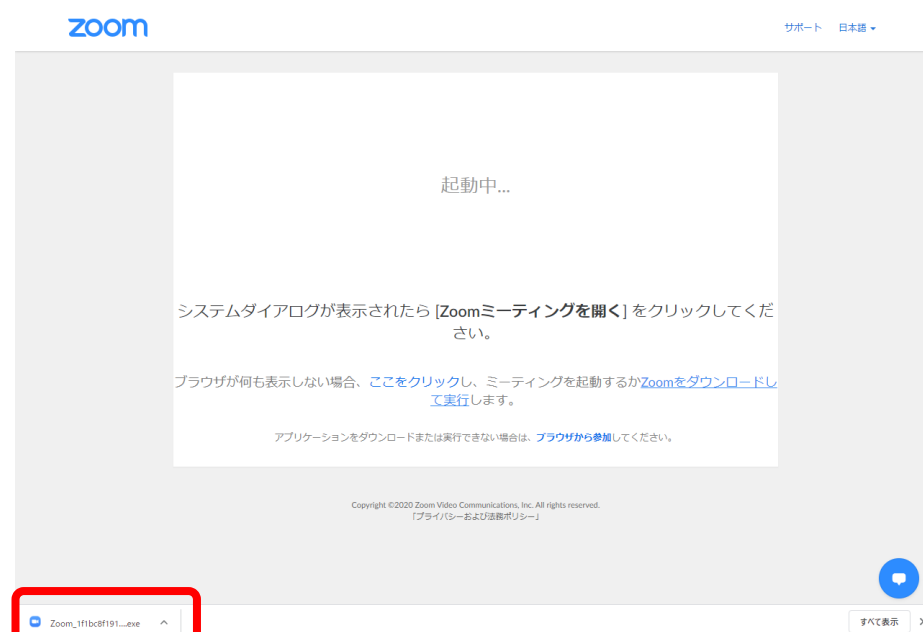 zoom
サポート 日本語
起動中...
システムダイアログが表示されたら [Zoomミーティングを開く] をクリックしてくだ
さい。
ブラウザが何も表示しない場合、ここをクリックし、ミーティングを起動するかZoomをダウンロードし
て実行します。
アプリケーションをダウンロードまたは実行できない場合は、ブラウザから参加してください。
Copyright ©2020 Zoom Video Communications, Inc. All rights reserved.
「プライバシーおよび法務ポリシー」
Zoom_1f1bc8f191....exe
すべて表示